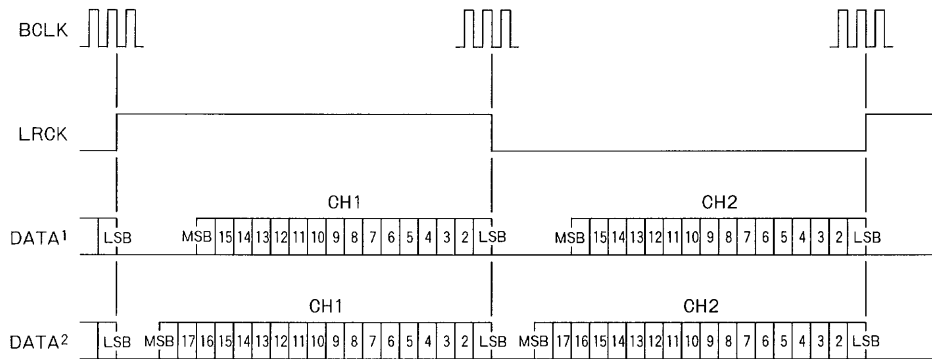 BCLK
LRCK
CH1 CH2
DATA¹ LSB MSB 15 14 13 12 11 10 9 8 7 6 5 4 3 2 LSB MSB 15 14 13 12 11 10 9 8 7 6 5 4 3 2 LSB
CH1 CH2
DATA² LSB MSB 17 16 15 14 13 12 11 10 9 8 7 6 5 4 3 2 LSB MSB 17 16 15 14 13 12 11 10 9 8 7 6 5 4 3 2 LSB